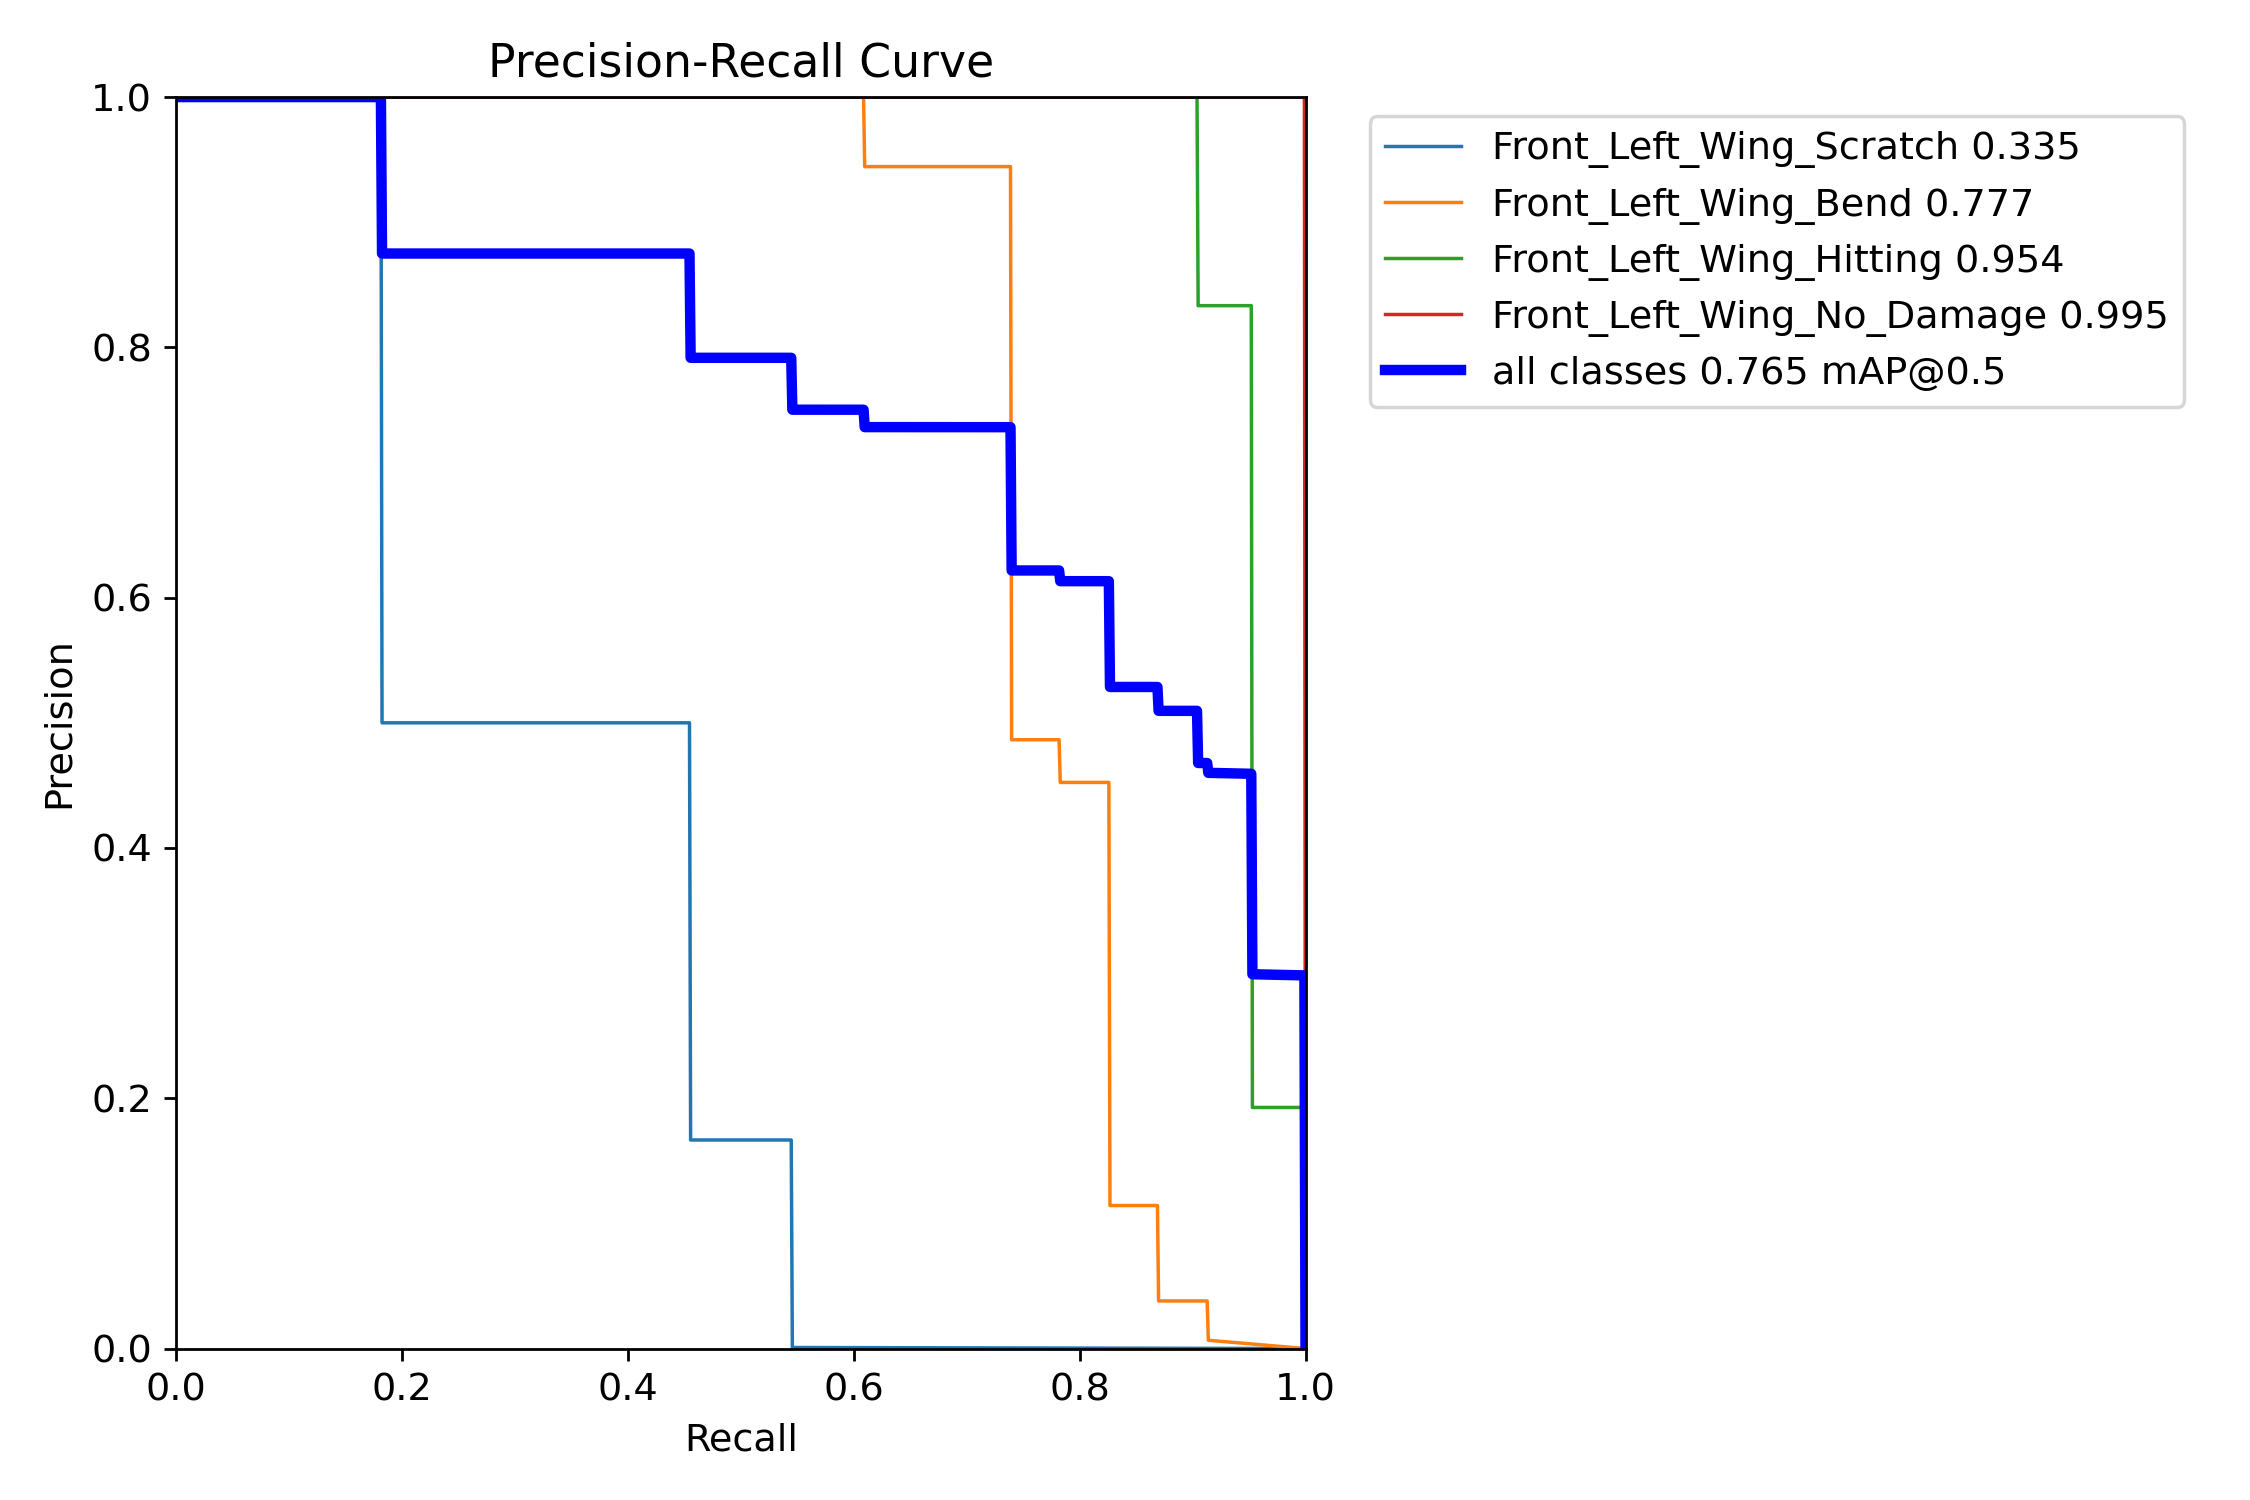 Precision-Recall Curve
1.0
0.8
0.6
0.4
0.2
0.0
Precision
0.0 0.2 0.4 0.6 0.8 1.0
Recall
Front_Left_Wing_Scratch 0.335
Front_Left_Wing_Bend 0.777
Front_Left_Wing_Hitting 0.954
Front_Left_Wing_No_Damage 0.995
all classes 0.765 mAP@0.5